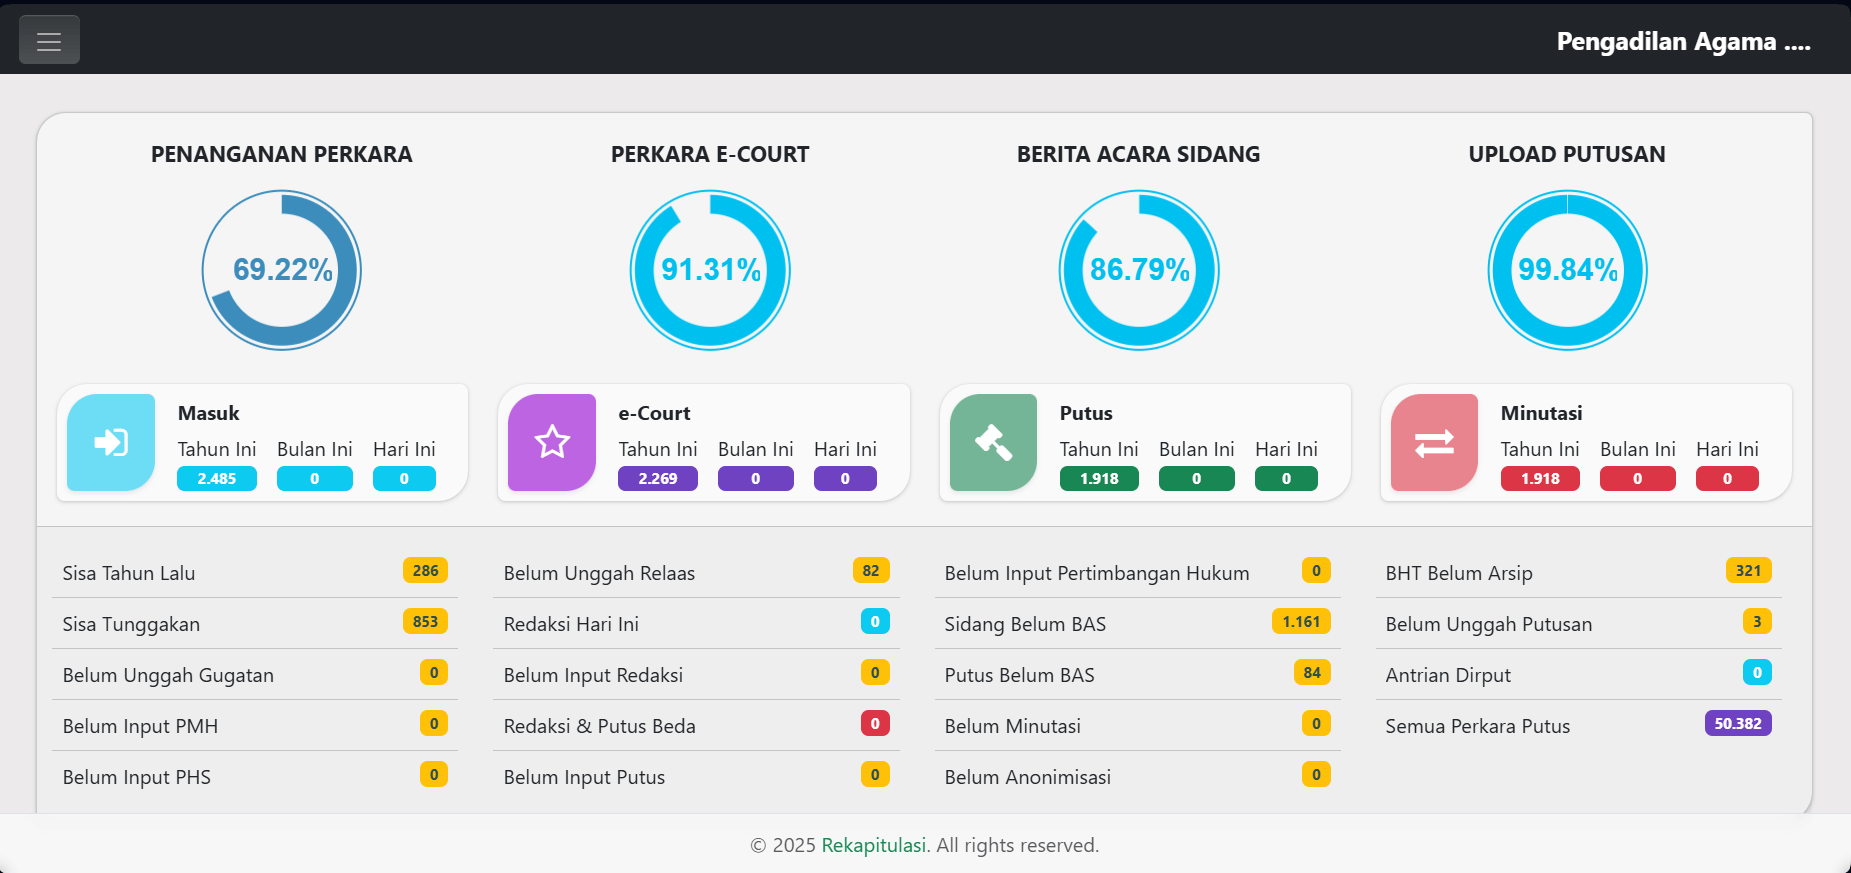 Pengadilan Agama ....
PENANGANAN PERKARA
PERKARA E-COURT
BERITA ACARA SIDANG
UPLOAD PUTUSAN
69.22%
91.31%
86.79%
99.84%
Masuk
Tahun Ini Bulan Ini Hari Ini
2.485 0 0
e-Court
Tahun Ini Bulan Ini Hari Ini
2.269 0 0
Putus
Tahun Ini Bulan Ini Hari Ini
1.918 0 0
Minutasi
Tahun Ini Bulan Ini Hari Ini
1.918 0 0
Sisa Tahun Lalu 286
Sisa Tunggakan 853
Belum Unggah Gugatan 0
Belum Input PMH 0
Belum Input PHS 0
Belum Unggah Relaas 82
Redaksi Hari Ini 0
Belum Input Redaksi 0
Redaksi & Putus Beda 0
Belum Input Putus 0
Belum Input Pertimbangan Hukum 0
Sidang Belum BAS 1.161
Putus Belum BAS 84
Belum Minutasi 0
Belum Anonimisasi 0
BHT Belum Arsip 321
Belum Unggah Putusan 3
Antrian Dirput 0
Semua Perkara Putus 50.382
© 2025 Rekapitulasi. All rights reserved.